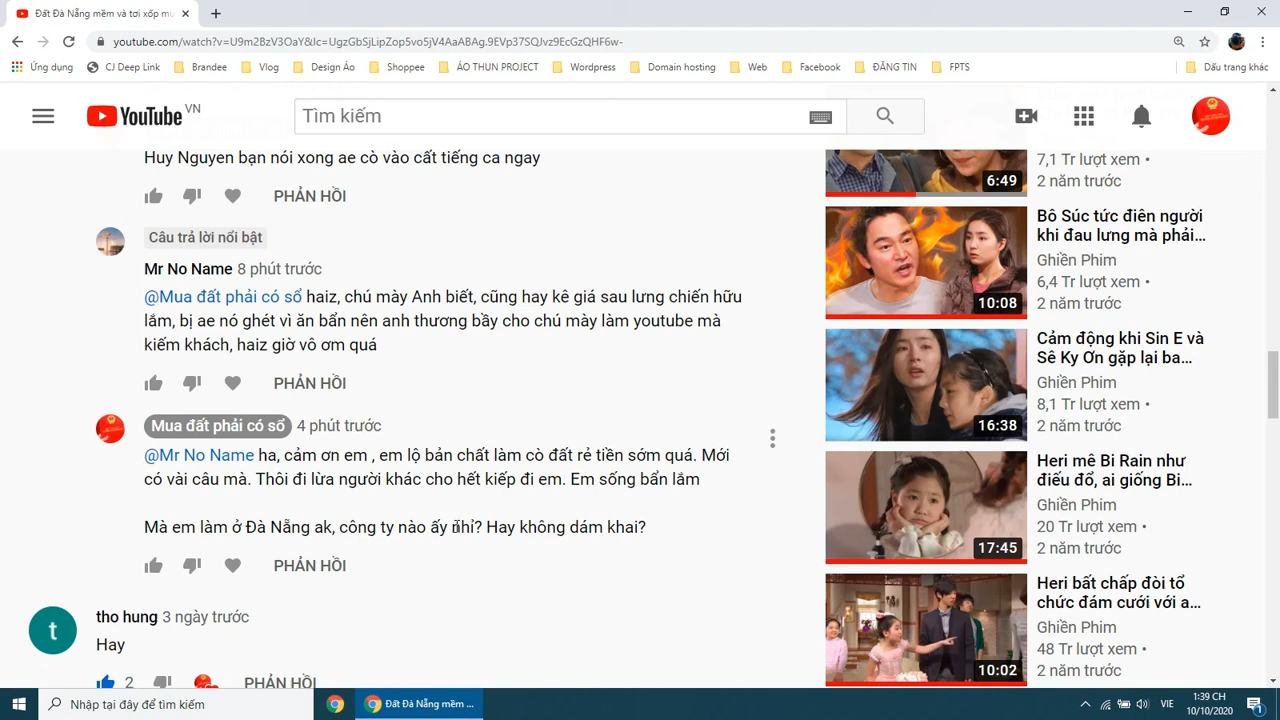 Đất Đà Nẵng mềm và tơi xốp mu
youtube.com/watch?v=U9m2BzV3OaY&lc=UgzGbSjLipZop5vo5jV4AaABAg.9EVp37SQJvz9EcGzQHF6w-
Ứng dụng CJ Deep Link Brandee Vlog Design Áo Shoppee ÁO THUN PROJECT Wordpress Domain hosting Web Facebook ĐĂNG TIN FPTS Dấu trang khác
YouTube VN
Tìm kiếm
Huy Nguyen bạn nói xong ae cò vào cất tiếng ca ngay
PHẢN HỒI
Câu trả lời nổi bật
Mr No Name 8 phút trước
@Mua đất phải có sổ haiz, chú mày Anh biết, cũng hay kê giá sau lưng chiến hữu
lắm, bị ae nó ghét vì ăn bẩn nên anh thương bầy cho chú mày làm youtube mà
kiếm khách, haiz giờ vô ơm quá
PHẢN HỒI
Mua đất phải có sổ 4 phút trước
@Mr No Name ha, cảm ơn em , em lộ bản chất làm cò đất rẻ tiền sớm quá. Mới
có vài câu mà. Thôi đi lừa người khác cho hết kiếp đi em. Em sống bẩn lắm
Mà em làm ở Đà Nẵng ak, công ty nào ấy nhỉ? Hay không dám khai?
PHẢN HỒI
t
tho hung 3 ngày trước
Hay
2 PHẢN HỒI
6:49
7,1 Tr lượt xem •
2 năm trước
10:08
Bô Súc tức điên người
khi đau lưng mà phải...
Ghiền Phim
6,4 Tr lượt xem •
2 năm trước
16:38
Cảm động khi Sin E và
Sê Ky Ơn gặp lại ba...
Ghiền Phim
8,1 Tr lượt xem •
2 năm trước
17:45
Heri mê Bi Rain như
điếu đổ, ai giống Bi...
Ghiền Phim
20 Tr lượt xem •
2 năm trước
10:02
Heri bất chấp đòi tổ
chức đám cưới với a...
Ghiền Phim
48 Tr lượt xem •
2 năm trước
Nhập tại đây để tìm kiếm
Đất Đà Nẵng mềm ...
VIE
1:39 CH
10/10/2020
1